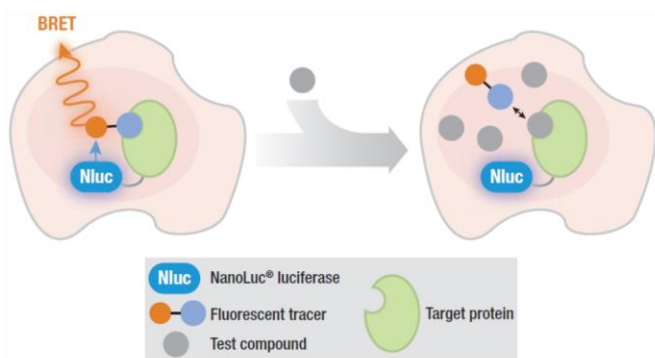 BRET
Nluc
Nluc
Nluc NanoLuc® luciferase
Fluorescent tracer
Test compound
Target protein